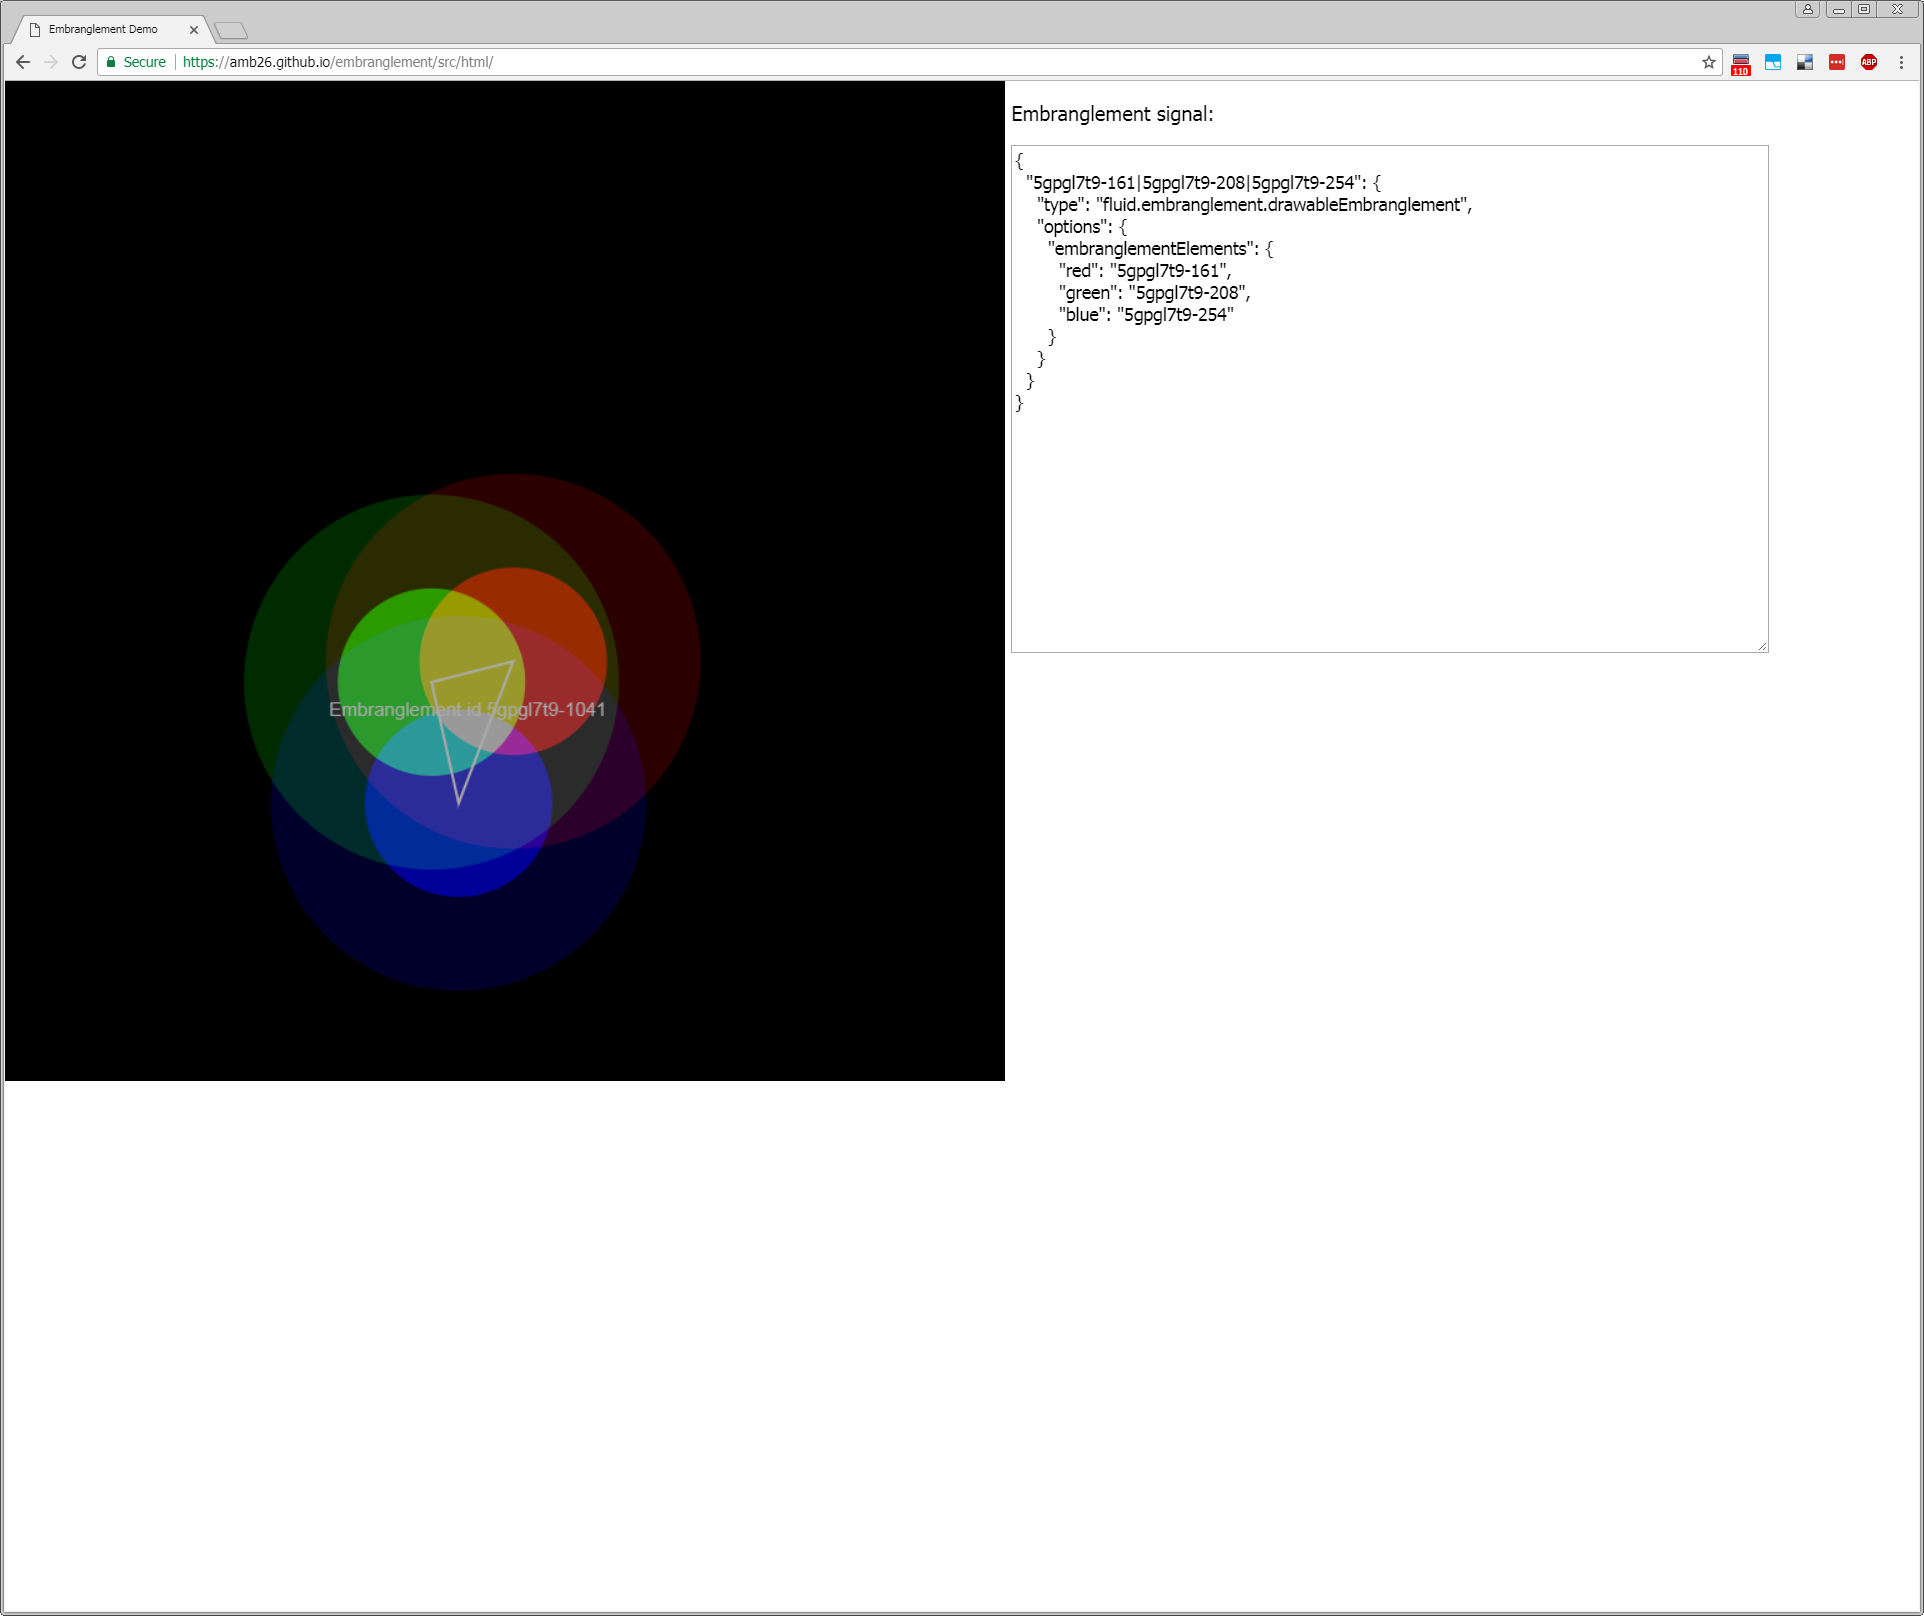 Embranglement Demo
Secure https://amb26.github.io/embranglement/src/html/
110
ABP
Embranglement signal:
{
"5gpgl7t9-161|5gpgl7t9-208|5gpgl7t9-254": {
"type": "fluid.embranglement.drawableEmbranglement",
"options": {
"embranglementElements": {
"red": "5gpgl7t9-161",
"green": "5gpgl7t9-208",
"blue": "5gpgl7t9-254"
}
}
}
}
Embranglement id 5gpgl7t9-1041